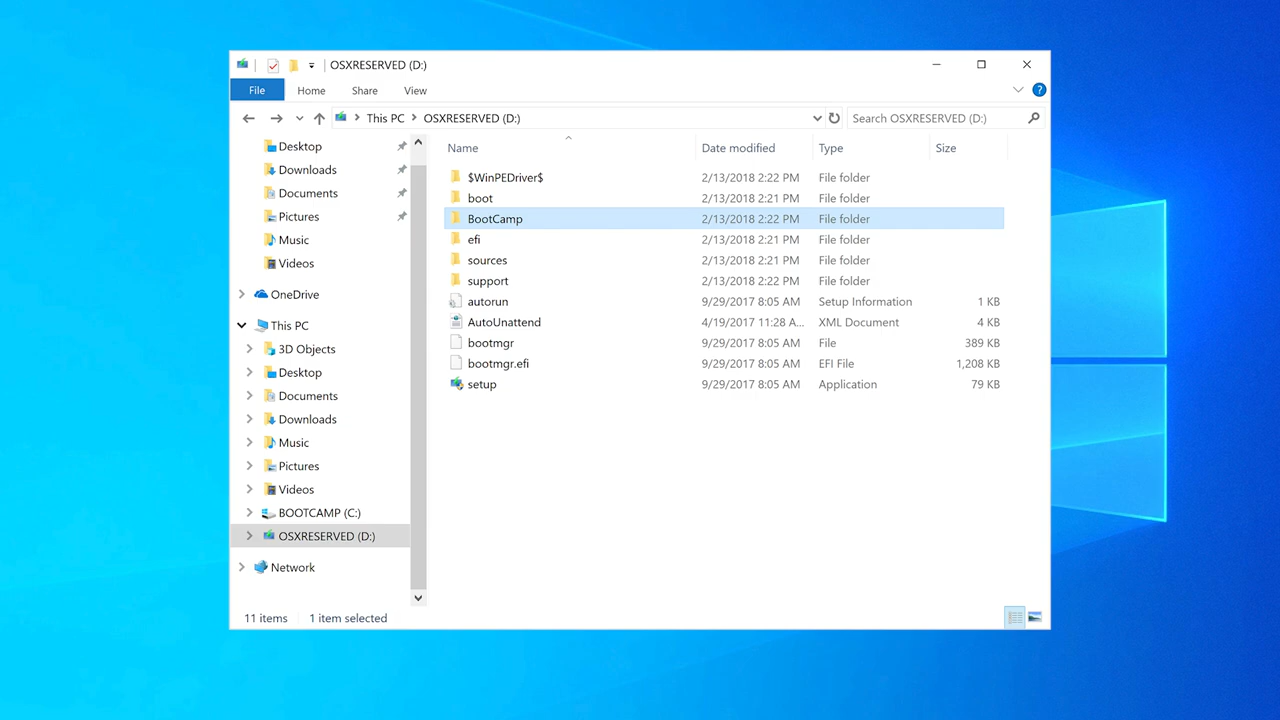 OSXRESERVED (D:)
File Home Share View
This PC OSXRESERVED (D:) Search OSXRESERVED (D:)
Desktop
Downloads
Documents
Pictures
Music
Videos
OneDrive
This PC
3D Objects
Desktop
Documents
Downloads
Music
Pictures
Videos
BOOTCAMP (C:)
OSXRESERVED (D:)
Network
Name Date modified Type Size
$WinPEDriver$ 2/13/2018 2:22 PM File folder
boot 2/13/2018 2:21 PM File folder
BootCamp 2/13/2018 2:22 PM File folder
efi 2/13/2018 2:21 PM File folder
sources 2/13/2018 2:21 PM File folder
support 2/13/2018 2:22 PM File folder
autorun 9/29/2017 8:05 AM Setup Information 1 KB
AutoUnattend 4/19/2017 11:28 A... XML Document 4 KB
bootmgr 9/29/2017 8:05 AM File 389 KB
bootmgr.efi 9/29/2017 8:05 AM EFI File 1,208 KB
setup 9/29/2017 8:05 AM Application 79 KB
11 items 1 item selected